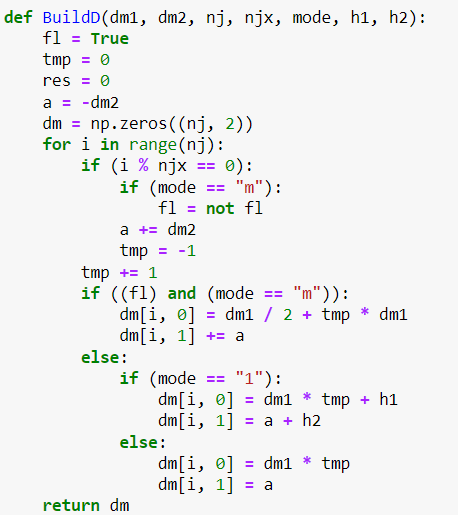 def BuildD(dm1, dm2, nj, njx, mode, h1, h2):
    fl = True
    tmp = 0
    res = 0
    a = -dm2
    dm = np.zeros((nj, 2))
    for i in range(nj):
        if (i % njx == 0):
            if (mode == "m"):
                fl = not fl
            a += dm2
            tmp = -1
        tmp += 1
        if ((fl) and (mode == "m")):
            dm[i, 0] = dm1 / 2 + tmp * dm1
            dm[i, 1] += a
        else:
            if (mode == "1"):
                dm[i, 0] = dm1 * tmp + h1
                dm[i, 1] = a + h2
            else:
                dm[i, 0] = dm1 * tmp
                dm[i, 1] = a
    return dm